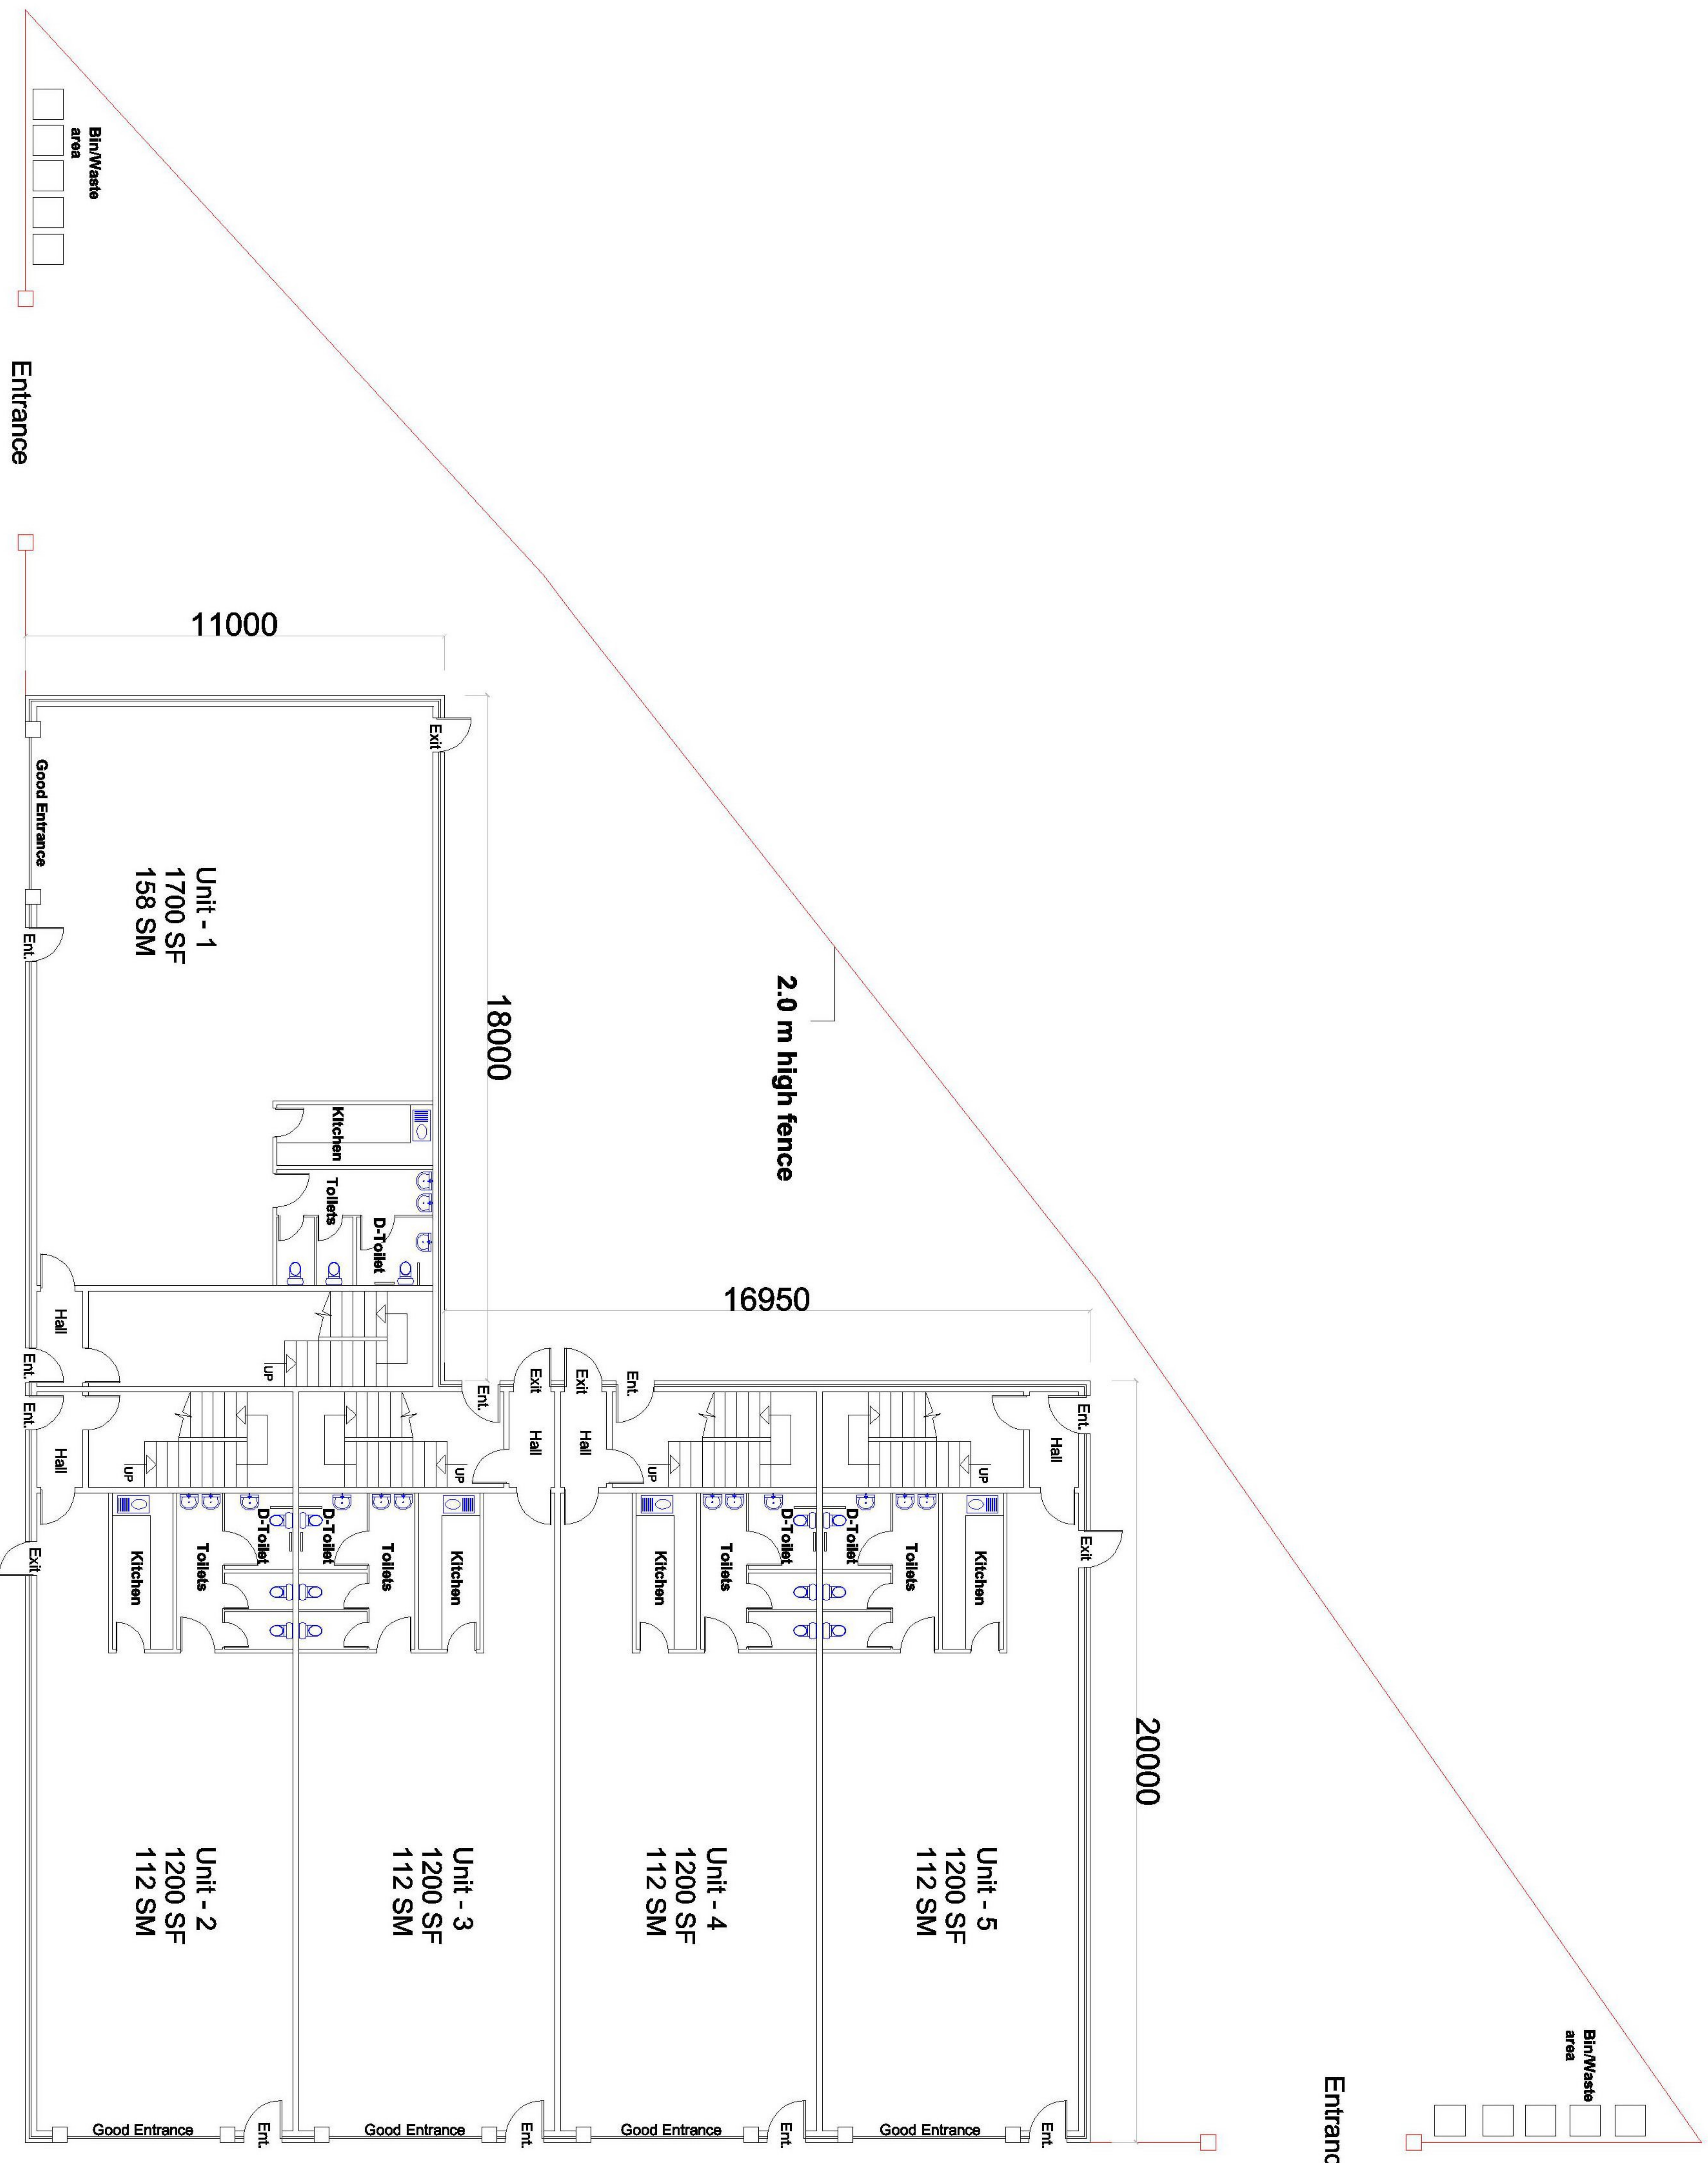 Bin/Waste
area
Entrance
11000
Exit
Good Entrance
Unit - 1
1700 SF
158 SM
Ent.
18000
2.0 m high fence
Kitchen
Toilets
D-Toilet
16950
Hall
UP
Ent.
Ent.
Hall
UP
Exit
Kitchen
Toilets
D-Toilet
Ent.
Exit
Hall
UP
D-Toilet
Toilets
Kitchen
Exit
Ent.
Hall
UP
Kitchen
Toilets
D-Toilet
Ent.
Hall
UP
Exit
D-Toilet
Toilets
Kitchen
20000
Unit - 2
1200 SF
112 SM
Unit - 3
1200 SF
112 SM
Unit - 4
1200 SF
112 SM
Unit - 5
1200 SF
112 SM
Good Entrance
Ent.
Good Entrance
Ent.
Good Entrance
Ent.
Good Entrance
Ent.
Bin/Waste
area
Entranc